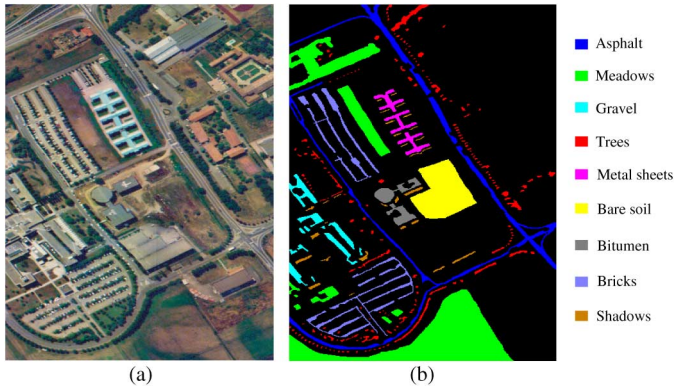 Asphalt
Meadows
Gravel
Trees
Metal sheets
Bare soil
Bitumen
Bricks
Shadows
(a)
(b)